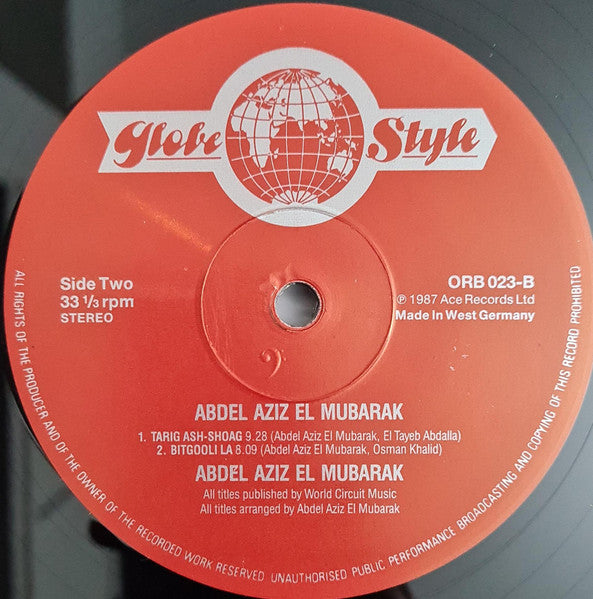 Globe Style
Side Two
33 1/3 rpm
STEREO
ORB 023-B
℗ 1987 Ace Records Ltd
Made In West Germany
ABDEL AZIZ EL MUBARAK
1. TARIG ASH-SHOAG 9.28 (Abdel Aziz El Mubarak, El Tayeb Abdalla)
2. BITGOOLI LA 8.09 (Abdel Aziz El Mubarak, Osman Khalid)
ABDEL AZIZ EL MUBARAK
All titles published by World Circuit Music
All titles arranged by Abdel Aziz El Mubarak
ALL RIGHTS OF THE PRODUCER AND OF THE OWNER OF THE RECORDED WORK RESERVED UNAUTHORISED PUBLIC PERFORMANCE BROADCASTING AND COPYING OF THIS RECORD PROHIBITED